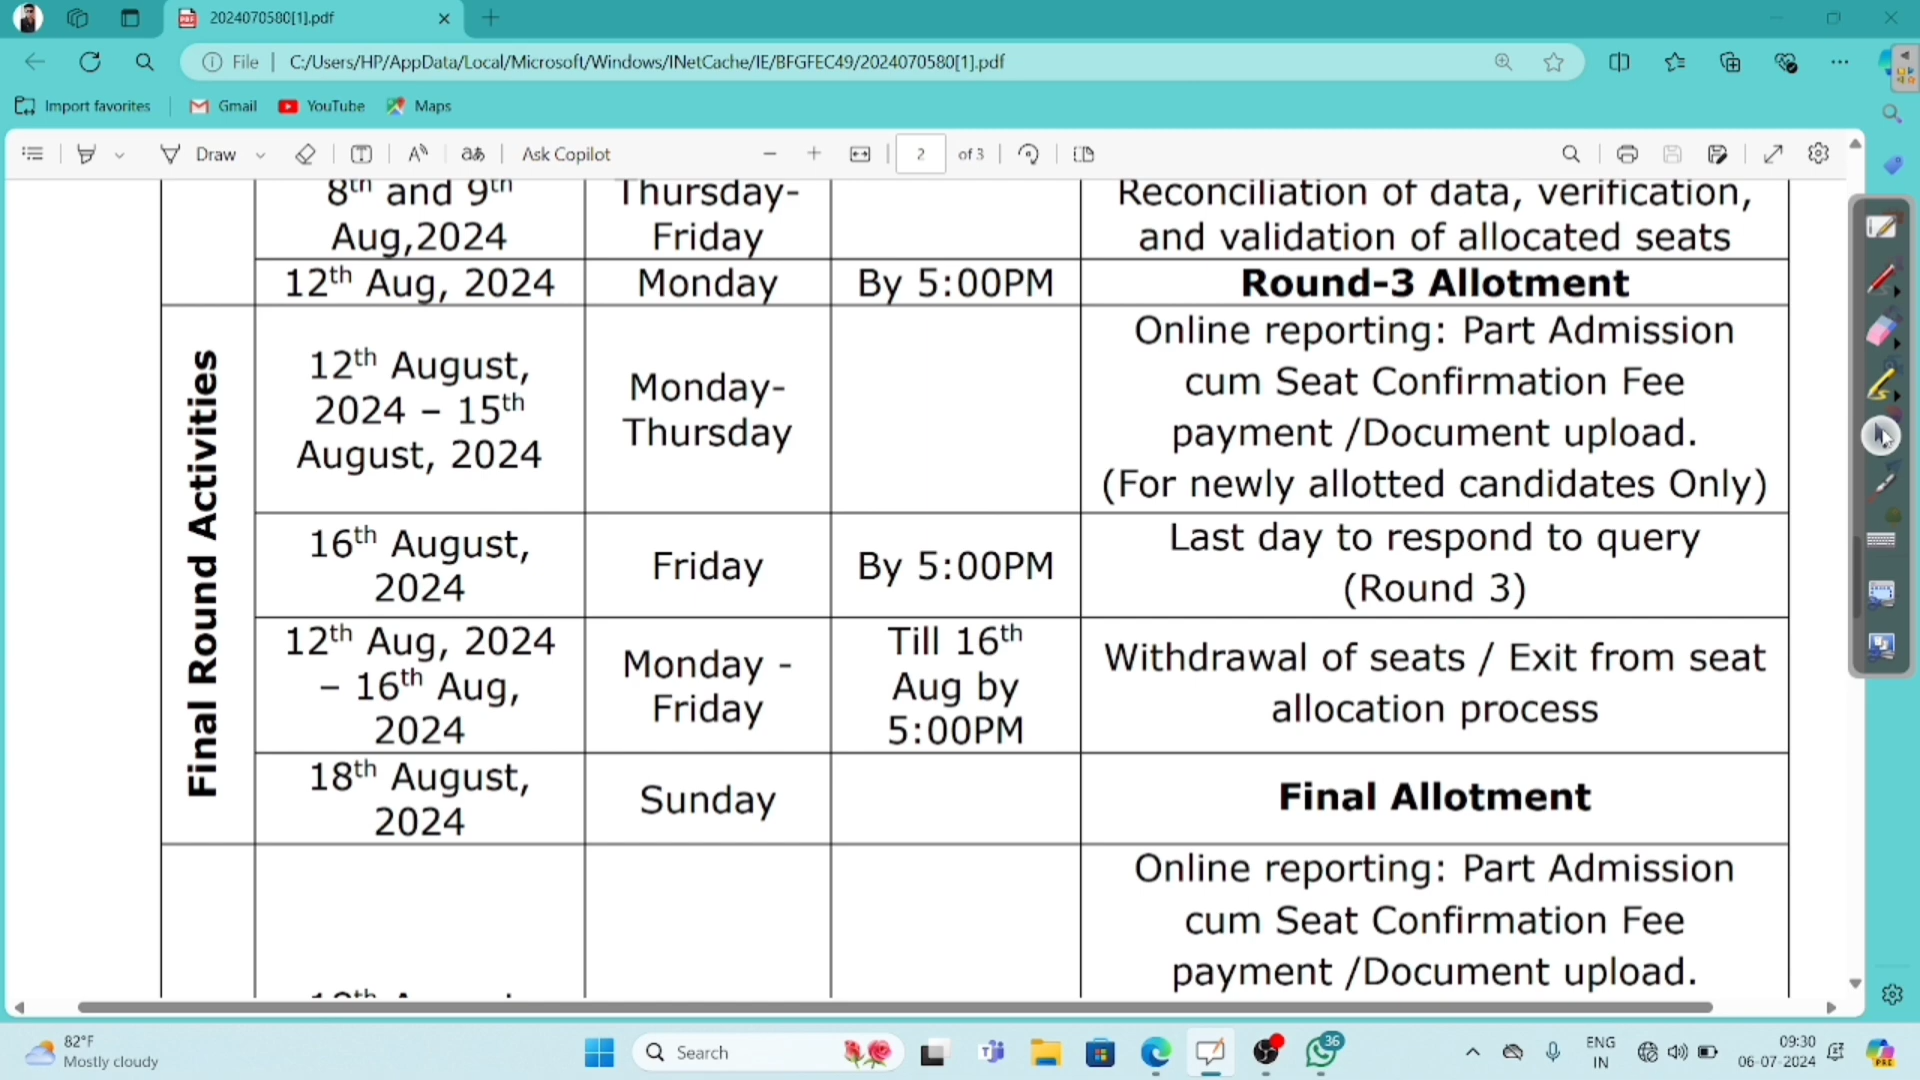 2024070580[1].pdf
File
C:/Users/HP/AppData/Local/Microsoft/Windows/INetCache/IE/BFGFEC49/2024070580[1].pdf
Import favorites
Gmail
YouTube
Maps
Draw
Ask Copilot
2
of 3
8th and 9th
Aug,2024
Thursday-
Friday
Reconciliation of data, verification,
and validation of allocated seats
12th Aug, 2024
Monday
By 5:00PM
Round-3 Allotment
Final Round Activities
12th August,
2024 – 15th
August, 2024
Monday-
Thursday
Online reporting: Part Admission
cum Seat Confirmation Fee
payment /Document upload.
(For newly allotted candidates Only)
16th August,
2024
Friday
By 5:00PM
Last day to respond to query
(Round 3)
12th Aug, 2024
– 16th Aug,
2024
Monday -
Friday
Till 16th
Aug by
5:00PM
Withdrawal of seats / Exit from seat
allocation process
18th August,
2024
Sunday
Final Allotment
Online reporting: Part Admission
cum Seat Confirmation Fee
payment /Document upload.
82°F
Mostly cloudy
Search
36
ENG
IN
09:30
06-07-2024